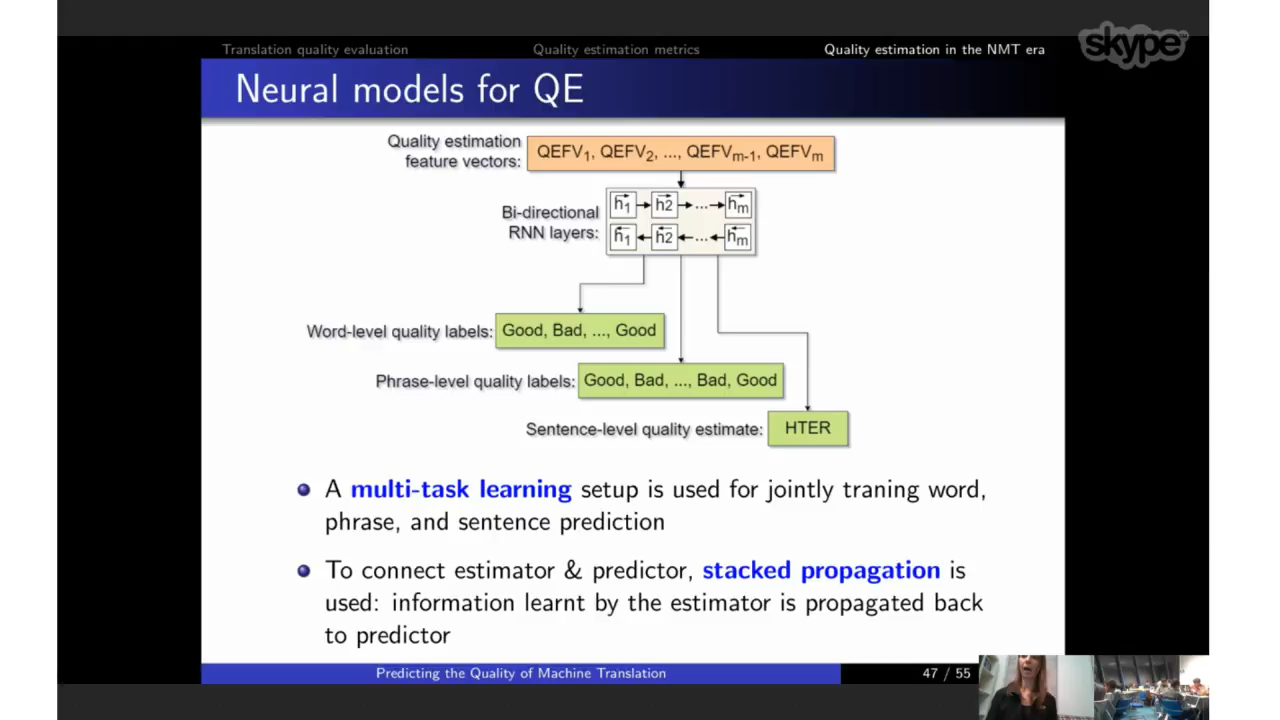 Translation quality evaluation
Quality estimation metrics
Quality estimation in the NMT era
skype
Neural models for QE
Quality estimation
feature vectors:
QEFV1, QEFV2, ..., QEFVm-1, QEFVm
Bi-directional
RNN layers:
h1 h2 ... hm
h1 h2 ... hm
Word-level quality labels:
Good, Bad, ..., Good
Phrase-level quality labels:
Good, Bad, ..., Bad, Good
Sentence-level quality estimate:
HTER
A multi-task learning setup is used for jointly traning word,
phrase, and sentence prediction
To connect estimator & predictor, stacked propagation is
used: information learnt by the estimator is propagated back
to predictor
Predicting the Quality of Machine Translation
47 / 55